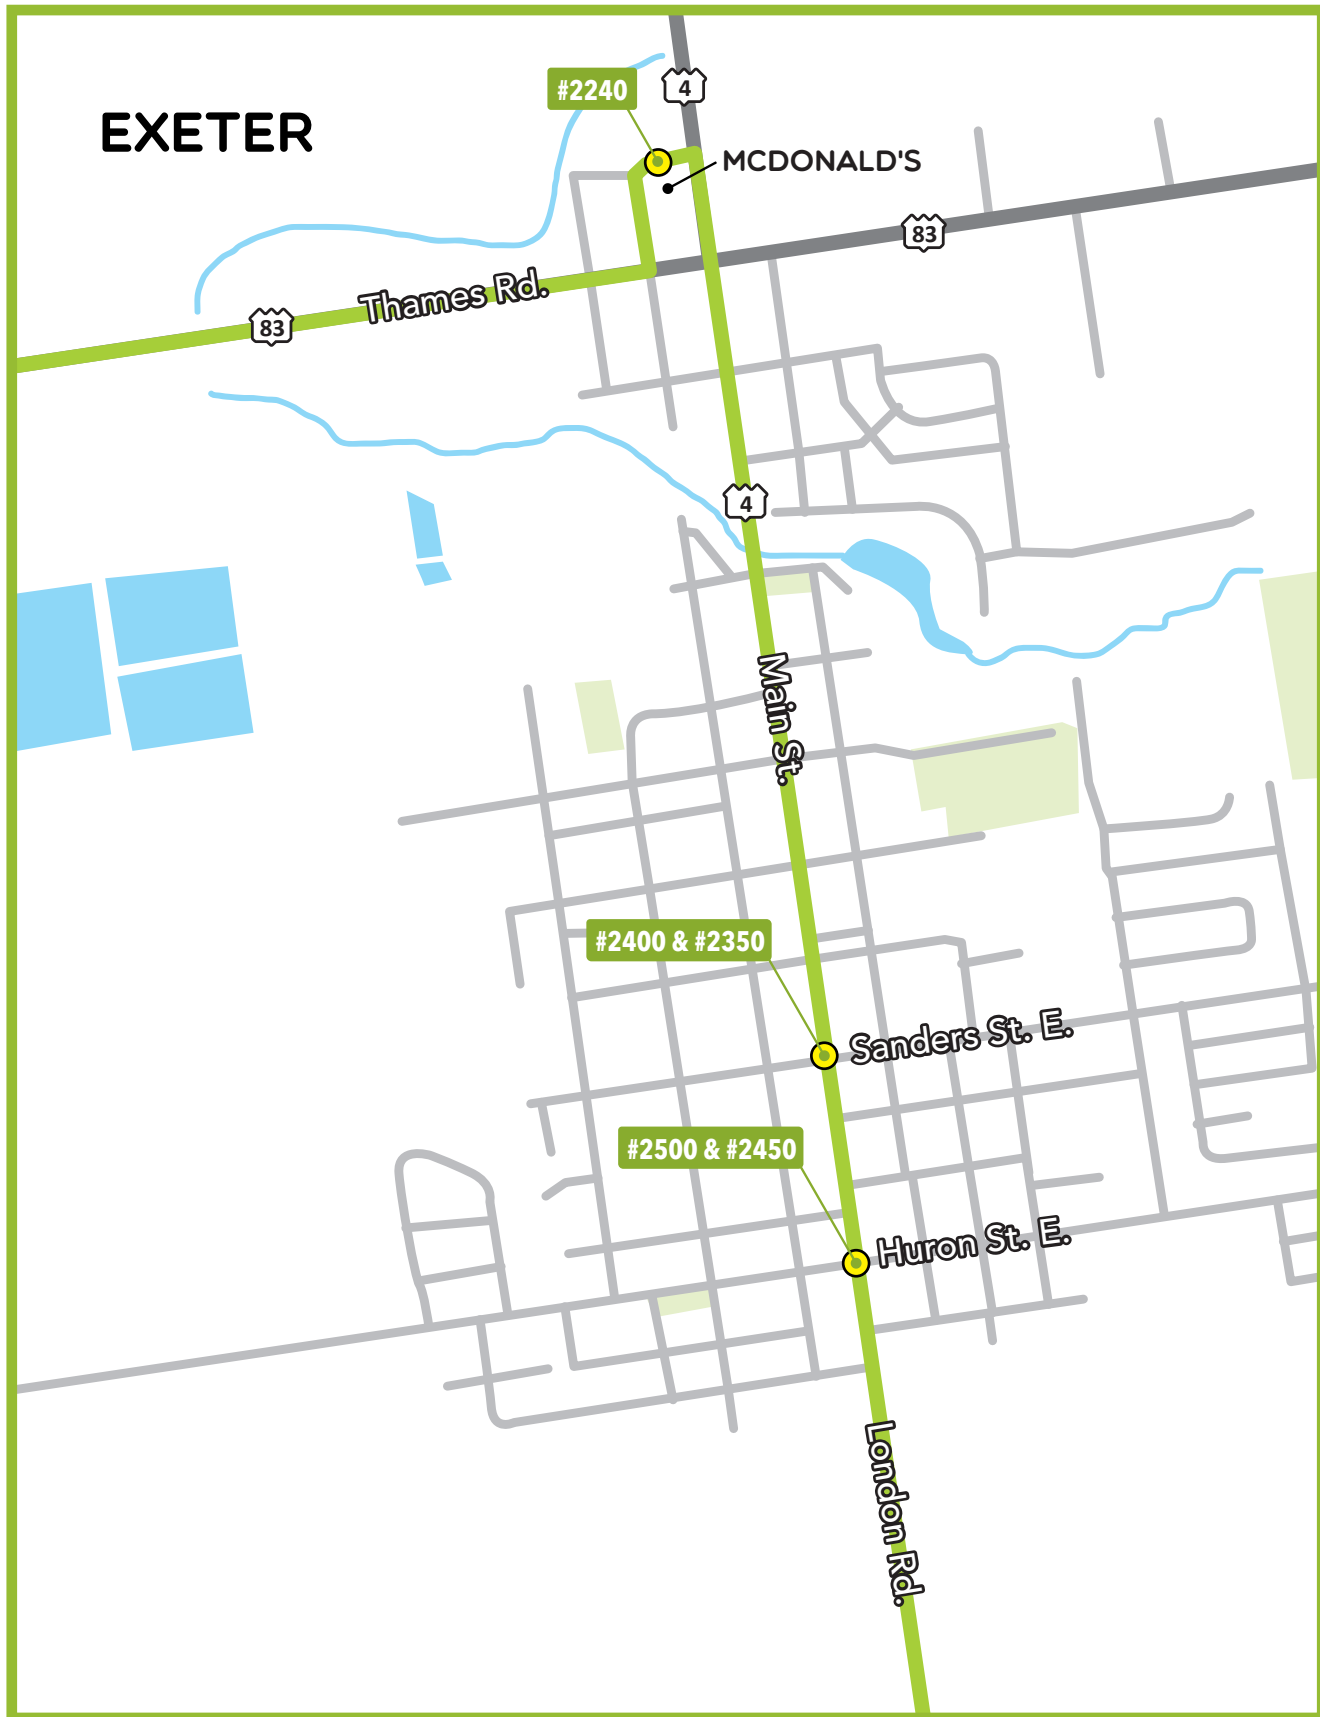 EXETER
#2240
4
MCDONALD'S
83
Thames Rd.
83
4
Main St.
#2400 & #2350
Sanders St. E.
#2500 & #2450
Huron St. E.
London Rd.